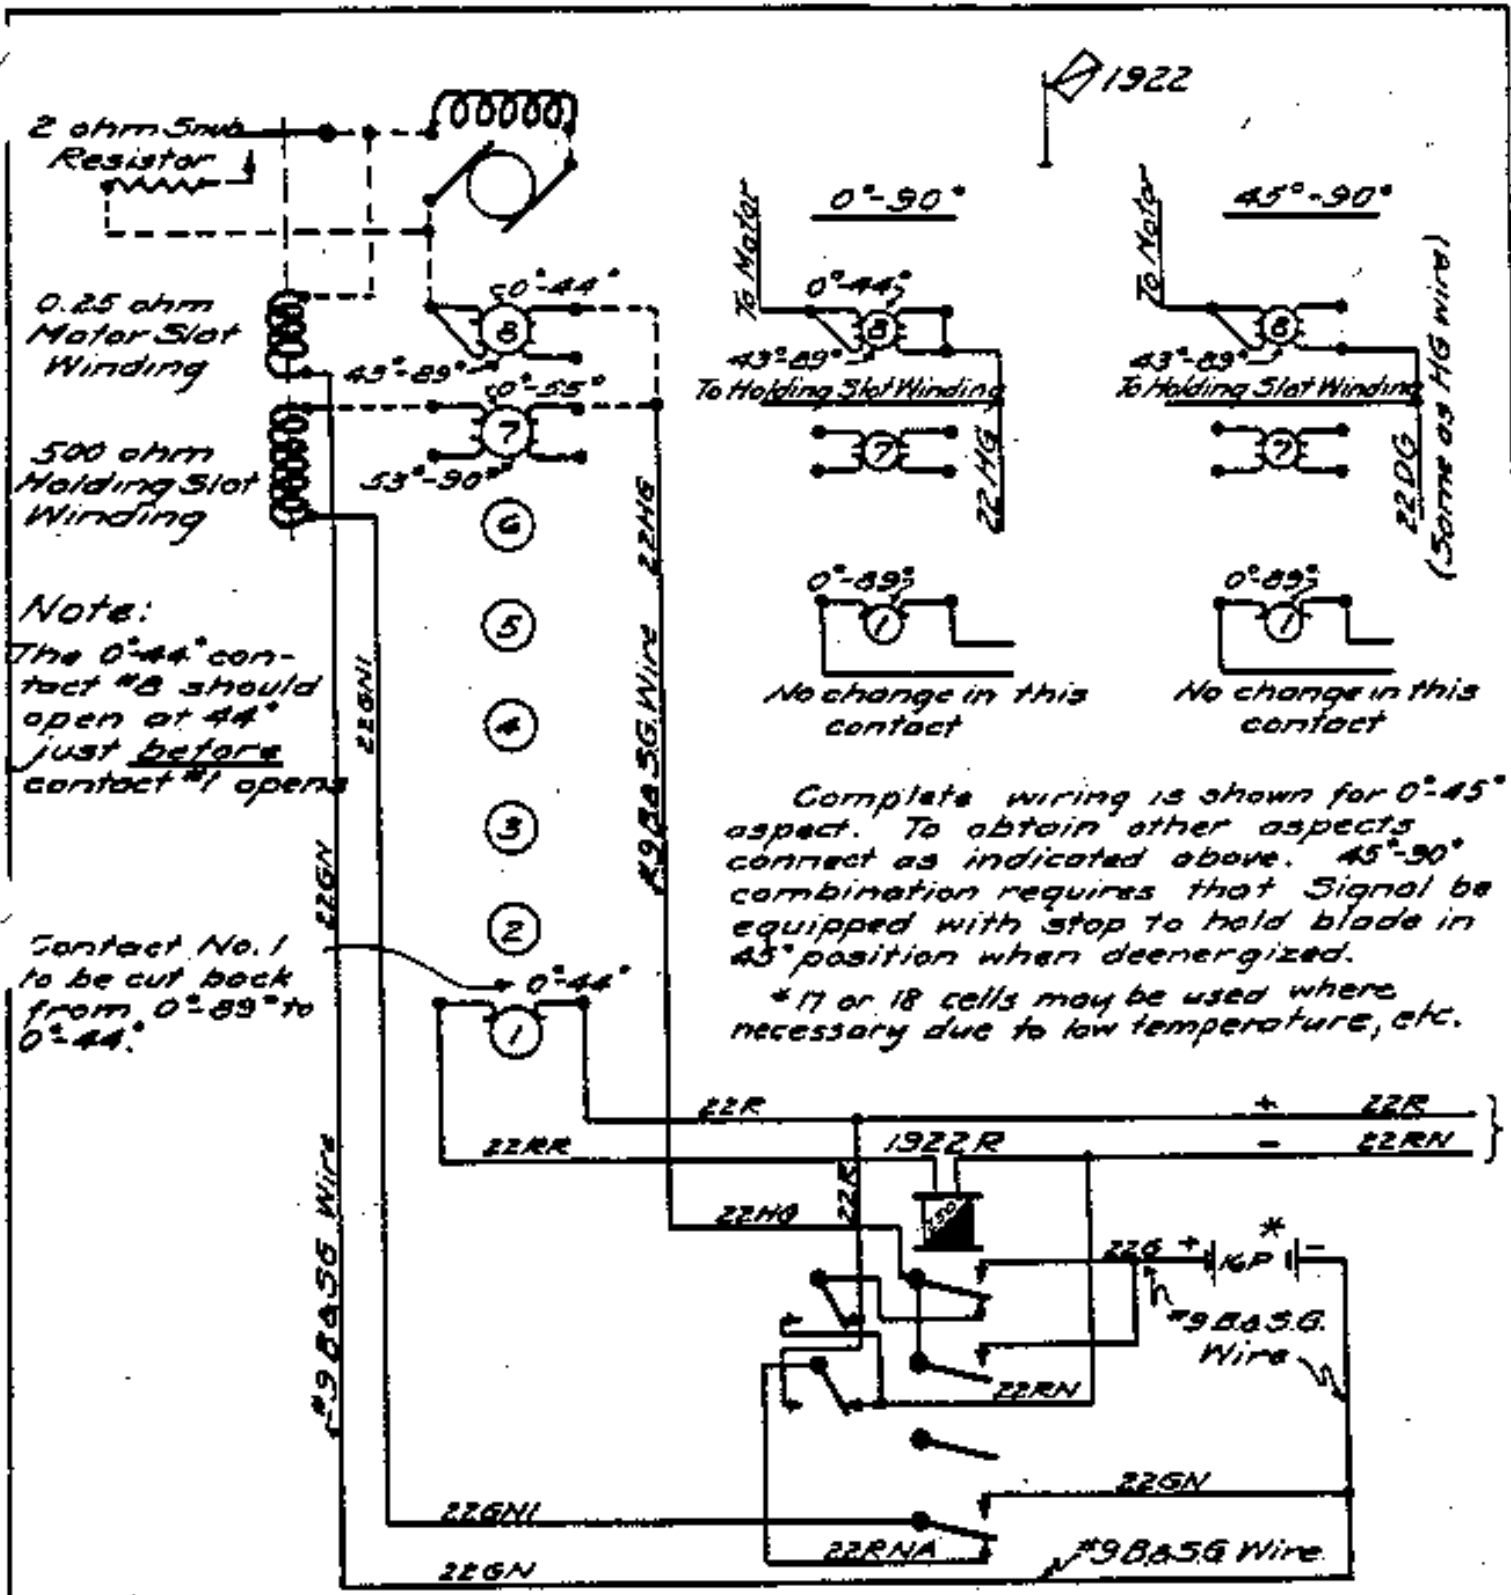 1922
2 ohm Snub
Resistor
0.25 ohm
Motor Slot
Winding
500 ohm
Holding Slot
Winding
0°-44°
8
43°-89°
0°-55°
7
53°-90°
6
5
4
3
2
0°-44°
1
Note:
The 0°-44° con-
tact #8 should
open at 44°
just before
contact #1 opens
Contact No. 1
to be cut back
from 0°-89° to
0°-44°.
22GN1
22GN
#9 B&SG Wire
#9 B&SG. Wire 22HG
0°-90°
To Motor
0°-44°
8
43°-89°
To Holding Slot Winding
7
22HG
0°-89°
1
No change in this
contact
45°-90°
To Motor
8
43°-89°
To Holding Slot Winding
7
22DG
(Same as HG wire)
0°-89°
1
No change in this
contact
Complete wiring is shown for 0°-45°
aspect. To obtain other aspects
connect as indicated above. 45°-90°
combination requires that Signal be
equipped with stop to hold blade in
45° position when deenergized.
* 17 or 18 cells may be used where
necessary due to low temperature, etc.
22R + 22R
22RR 1922R - 22RN
22R
250
22HG
22G + 16P * -
#9 B&S.G.
Wire
22RN
22GN
22GN1
22RNA
#9 B&SG Wire
22GN